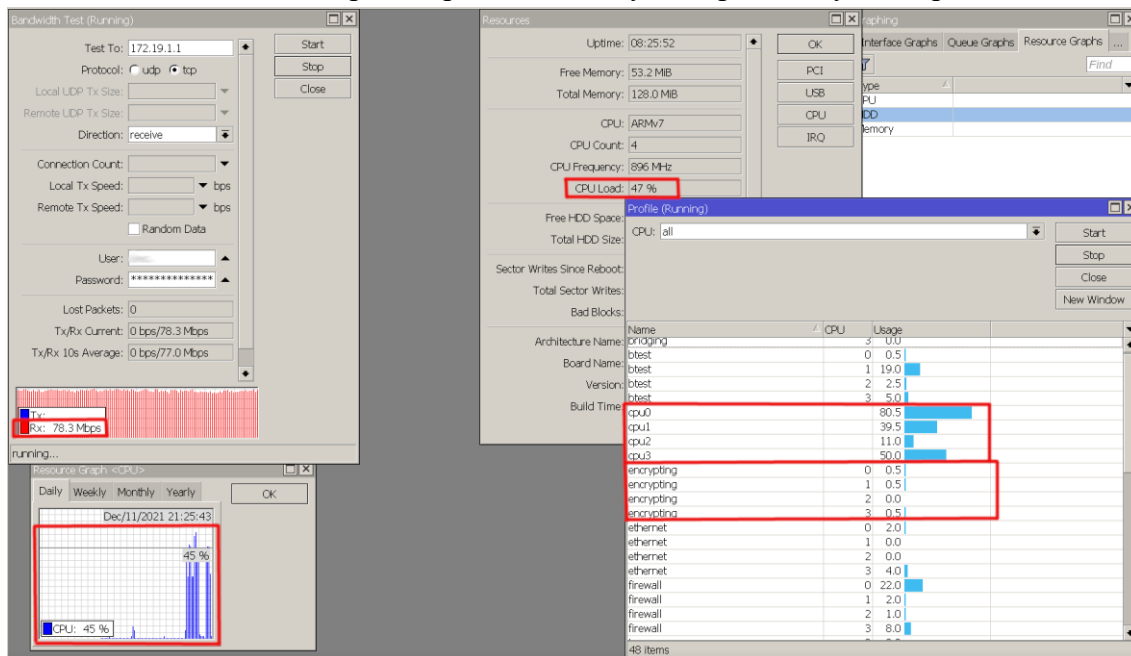 Bandwidth Test (Running)
Test To: 172.19.1.1
Protocol: udp tcp
Local UDP Tx Size:
Remote UDP Tx Size:
Direction: receive
Connection Count:
Local Tx Speed: bps
Remote Tx Speed: bps
Random Data
User:
Password: **************
Lost Packets: 0
Tx/Rx Current: 0 bps/78.3 Mbps
Tx/Rx 10s Average: 0 bps/77.0 Mbps
Tx:
Rx: 78.3 Mbps
running...
Start
Stop
Close
Resource Graph <CPU>
Daily Weekly Monthly Yearly
OK
Dec/11/2021 21:25:43
45 %
CPU: 45 %
Resources
Uptime: 08:25:52
Free Memory: 53.2 MiB
Total Memory: 128.0 MiB
CPU: ARMv7
CPU Count: 4
CPU Frequency: 896 MHz
CPU Load: 47 %
Free HDD Space:
Total HDD Size:
Sector Writes Since Reboot:
Total Sector Writes:
Bad Blocks:
Architecture Name:
Board Name:
Version:
Build Time
OK
PCI
USB
CPU
IRQ
raphing
Interface Graphs Queue Graphs Resource Graphs ...
Find
ype
PU
DD
emory
Profile (Running)
CPU: all
Start
Stop
Close
New Window
Name CPU Usage
bridging 3 0.0
btest 0 0.5
btest 1 19.0
btest 2 2.5
btest 3 5.0
cpu0 80.5
cpu1 39.5
cpu2 11.0
cpu3 50.0
encrypting 0 0.5
encrypting 1 0.5
encrypting 2 0.0
encrypting 3 0.5
ethernet 0 2.0
ethernet 1 0.0
ethernet 2 0.0
ethernet 3 4.0
firewall 0 22.0
firewall 1 2.0
firewall 2 1.0
firewall 3 8.0
48 items